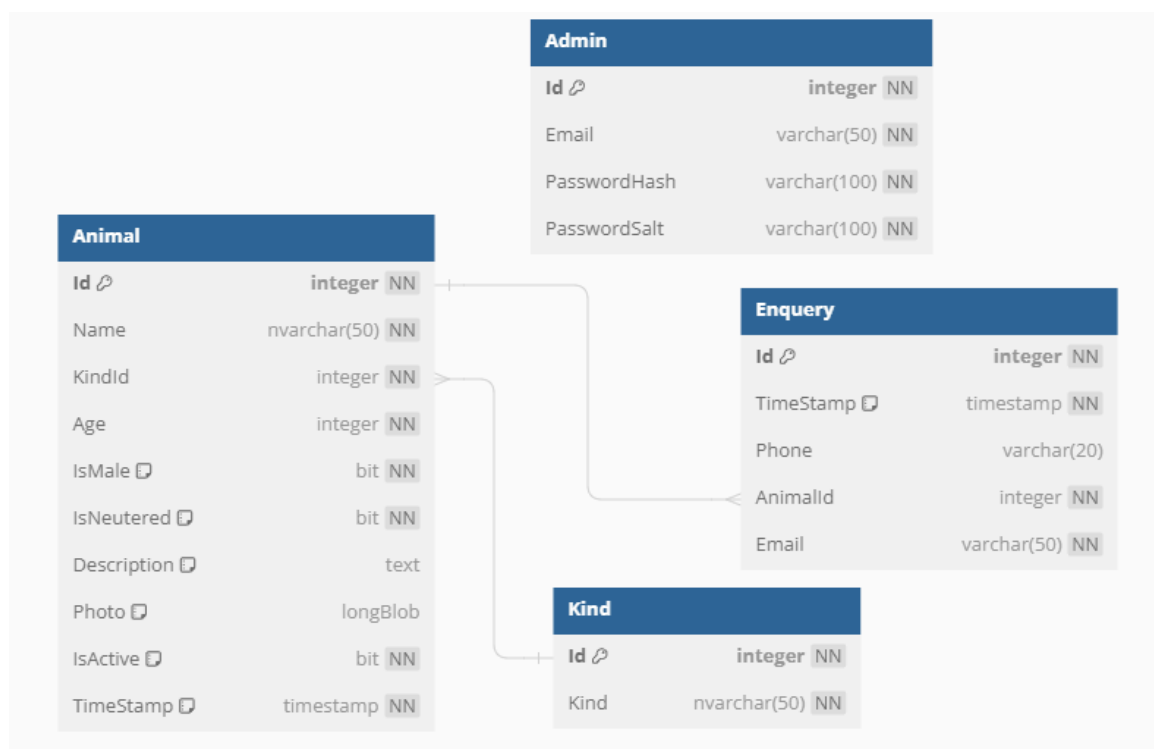 Admin
Id integer NN
Email varchar(50) NN
PasswordHash varchar(100) NN
PasswordSalt varchar(100) NN
Animal
Id integer NN
Name nvarchar(50) NN
KindId integer NN
Age integer NN
IsMale bit NN
IsNeutered bit NN
Description text
Photo longBlob
IsActive bit NN
TimeStamp timestamp NN
Enquery
Id integer NN
TimeStamp timestamp NN
Phone varchar(20)
AnimalId integer NN
Email varchar(50) NN
Kind
Id integer NN
Kind nvarchar(50) NN